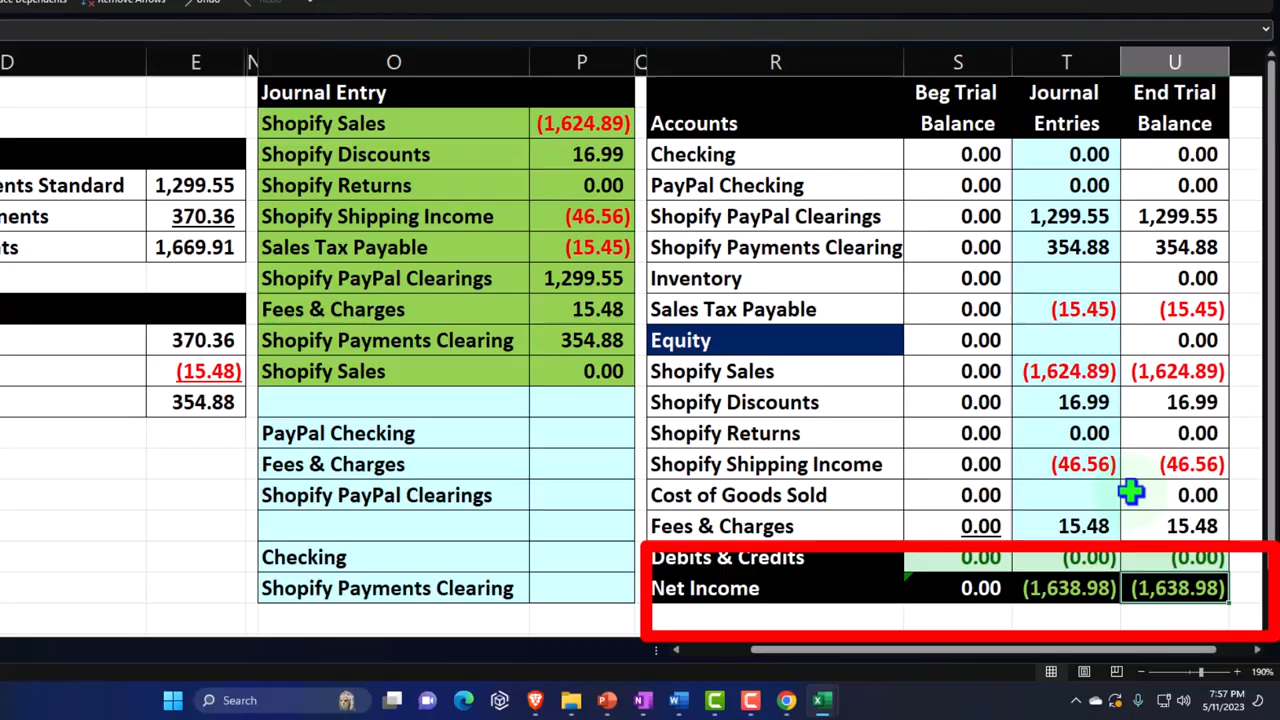 Remove Arrows Undo
D E N O P Q R S T U
Journal Entry
Shopify Sales (1,624.89)
Shopify Discounts 16.99
Shopify Returns 0.00
Shopify Shipping Income (46.56)
Sales Tax Payable (15.45)
Shopify PayPal Clearings 1,299.55
Fees & Charges 15.48
Shopify Payments Clearing 354.88
Shopify Sales 0.00
PayPal Checking
Fees & Charges
Shopify PayPal Clearings
Checking
Shopify Payments Clearing
ents Standard 1,299.55
ments 370.36
ts 1,669.91
370.36
(15.48)
354.88
Beg Trial Journal End Trial
Accounts Balance Entries Balance
Checking 0.00 0.00 0.00
PayPal Checking 0.00 0.00 0.00
Shopify PayPal Clearings 0.00 1,299.55 1,299.55
Shopify Payments Clearing 0.00 354.88 354.88
Inventory 0.00 0.00
Sales Tax Payable 0.00 (15.45) (15.45)
Equity 0.00 0.00
Shopify Sales 0.00 (1,624.89) (1,624.89)
Shopify Discounts 0.00 16.99 16.99
Shopify Returns 0.00 0.00 0.00
Shopify Shipping Income 0.00 (46.56) (46.56)
Cost of Goods Sold 0.00 0.00
Fees & Charges 0.00 15.48 15.48
Debits & Credits 0.00 (0.00) (0.00)
Net Income 0.00 (1,638.98) (1,638.98)
190%
Search
7:57 PM
5/11/2023